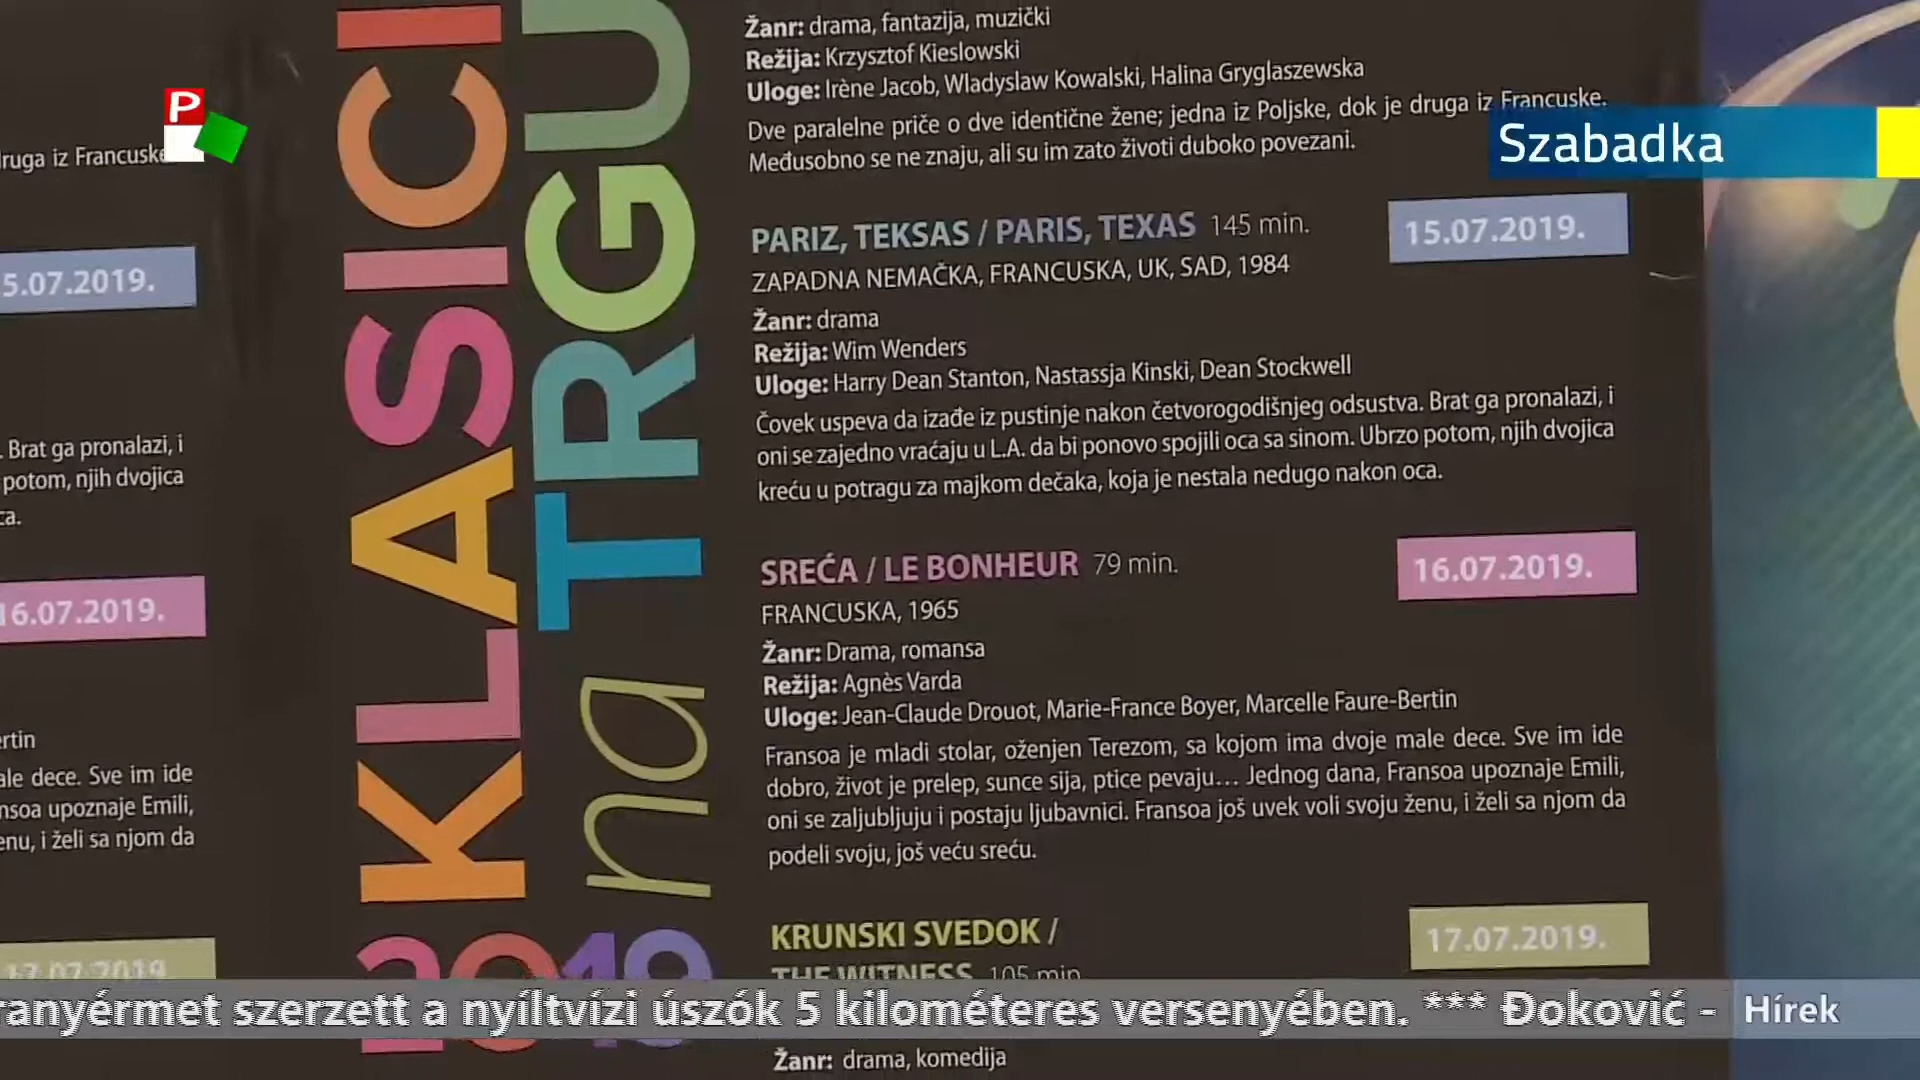 Žanr: drama, fantazija, muzički
Režija: Krzysztof Kieslowski
Uloge: Irène Jacob, Wladyslaw Kowalski, Halina Gryglaszewska
Dve paralelne priče o dve identične žene; jedna iz Poljske, dok je druga iz Francuske.
Međusobno se ne znaju, ali su im zato životi duboko povezani.
P
Szabadka
PARIZ, TEKSAS / PARIS, TEXAS 145 min.
15.07.2019.
ZAPADNA NEMAČKA, FRANCUSKA, UK, SAD, 1984
Žanr: drama
Režija: Wim Wenders
Uloge: Harry Dean Stanton, Nastassja Kinski, Dean Stockwell
Čovek uspeva da izađe iz pustinje nakon četvorogodišnjeg odsustva. Brat ga pronalazi, i
oni se zajedno vraćaju u L.A. da bi ponovo spojili oca sa sinom. Ubrzo potom, njih dvojica
kreću u potragu za majkom dečaka, koja je nestala nedugo nakon oca.
SREĆA / LE BONHEUR 79 min.
16.07.2019.
FRANCUSKA, 1965
Žanr: Drama, romansa
Režija: Agnès Varda
Uloge: Jean-Claude Drouot, Marie-France Boyer, Marcelle Faure-Bertin
Fransoa je mladi stolar, oženjen Terezom, sa kojom ima dvoje male dece. Sve im ide
dobro, život je prelep, sunce sija, ptice pevaju... Jednog dana, Fransoa upoznaje Emili,
oni se zaljubljuju i postaju ljubavnici. Fransoa još uvek voli svoju ženu, i želi sa njom da
podeli svoju, još veću sreću.
KRUNSKI SVEDOK /
THE WITNESS 105 min
17.07.2019.
Žanr: drama, komedija
KLASICI
na TRGU
2019
druga iz Francuske
5.07.2019.
. Brat ga pronalazi, i
potom, njih dvojica
ca.
16.07.2019.
ertin
ale dece. Sve im ide
nsoa upoznaje Emili,
enu, i želi sa njom da
17.07.2019
ranyérmet szerzett a nyíltvízi úszók 5 kilométeres versenyében. *** Đoković -
Hírek